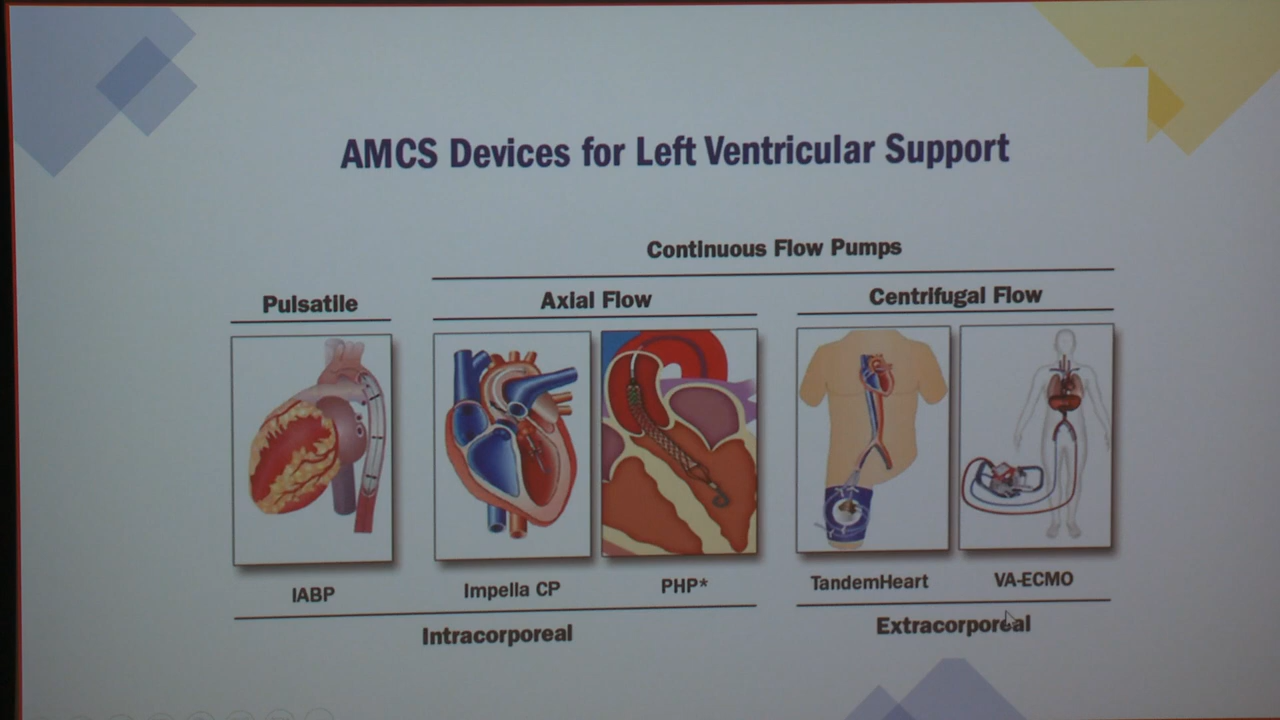 AMCS Devices for Left Ventricular Support
Continuous Flow Pumps
Pulsatile
Axial Flow
Centrifugal Flow
IABP
Impella CP
PHP*
TandemHeart
VA-ECMO
Intracorporeal
Extracorporeal